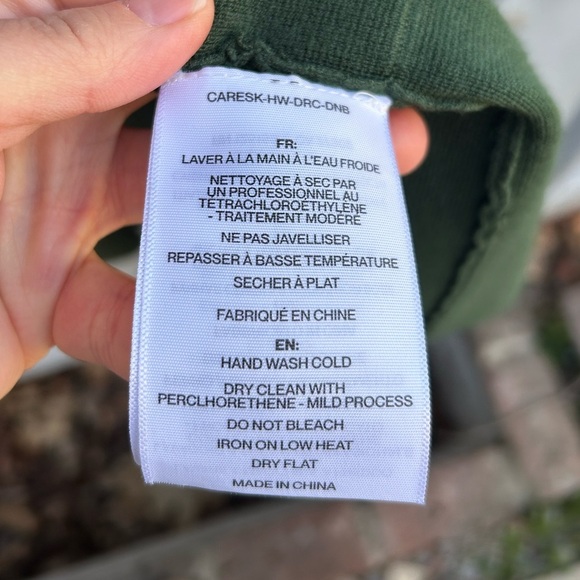 CARESK-HW-DRC-DNB
FR:
LAVER À LA MAIN À L'EAU FROIDE
NETTOYAGE À SEC PAR
UN PROFESSIONNEL AU
TÉTRACHLOROÉTHYLÈNE
- TRAITEMENT MODÉRÉ
NE PAS JAVELLISER
REPASSER À BASSE TEMPÉRATURE
SECHER À PLAT
FABRIQUÉ EN CHINE
EN:
HAND WASH COLD
DRY CLEAN WITH
PERCLHORETHENE - MILD PROCESS
DO NOT BLEACH
IRON ON LOW HEAT
DRY FLAT
MADE IN CHINA